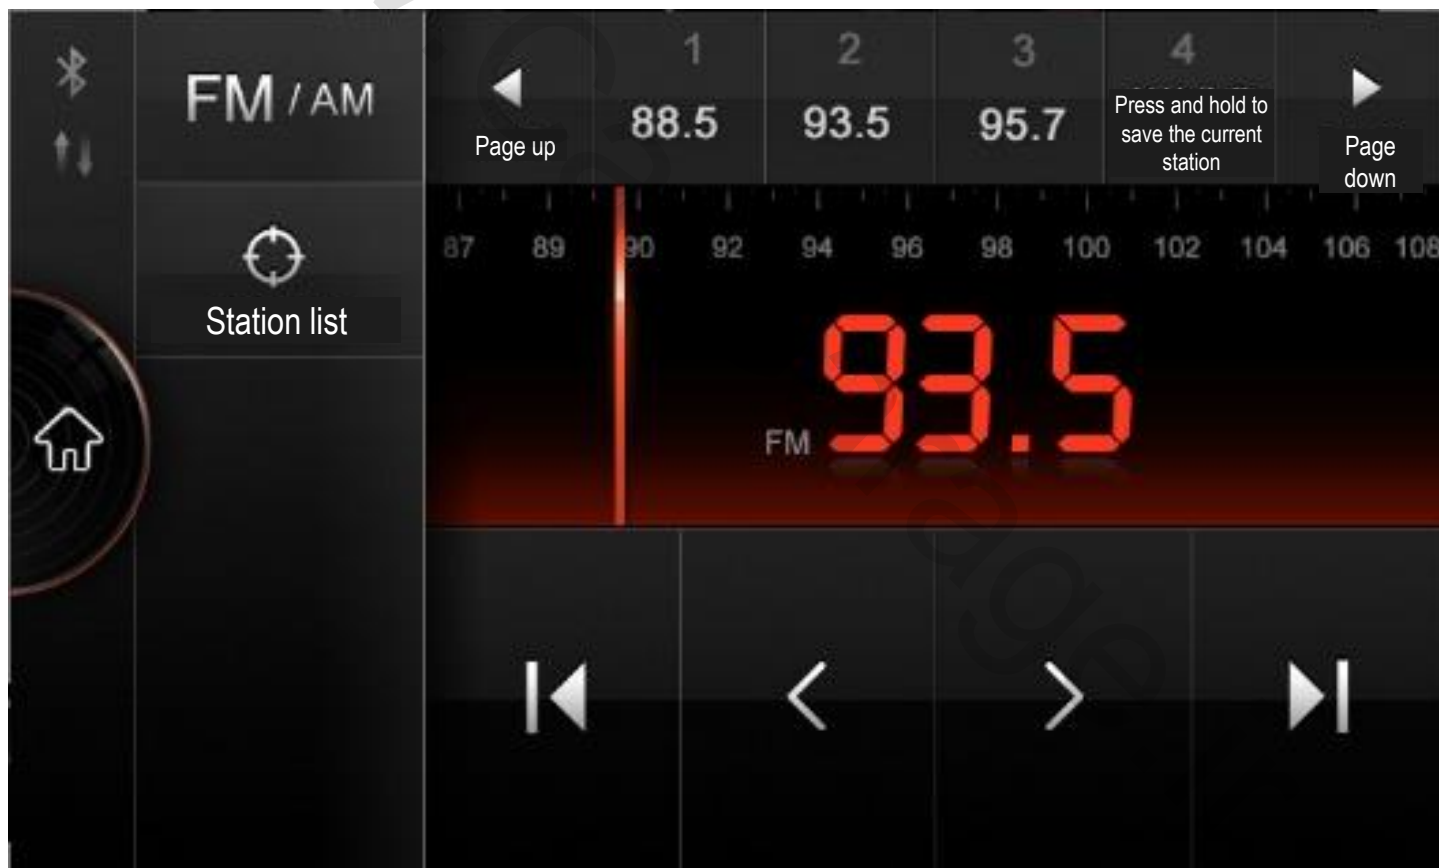 FM / AM
1
2
3
4
88.5
93.5
95.7
Press and hold to
save the current
station
Page up
Page
down
87 89 90 92 94 96 98 100 102 104 106 108
Station list
FM 93.5